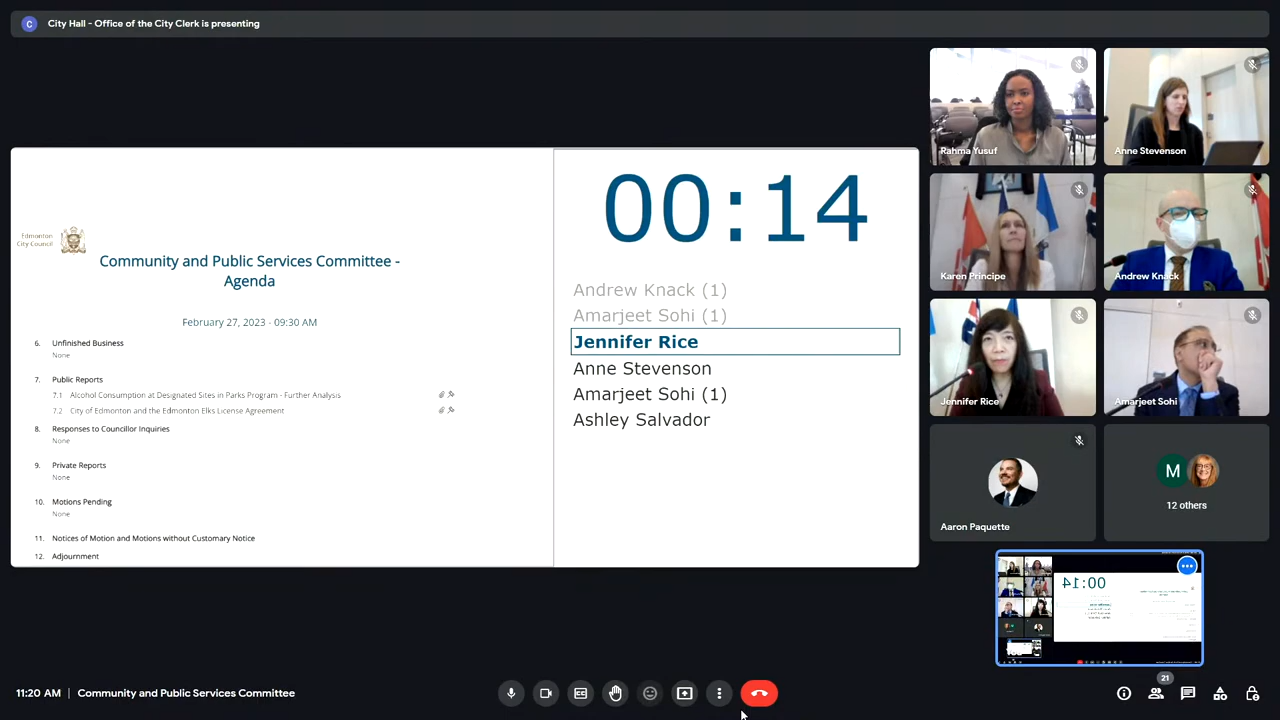 C City Hall - Office of the City Clerk is presenting
Edmonton
City Council
Community and Public Services Committee -
Agenda
February 27, 2023 - 09:30 AM
6. Unfinished Business
None
7. Public Reports
7.1 Alcohol Consumption at Designated Sites in Parks Program - Further Analysis
7.2 City of Edmonton and the Edmonton Elks License Agreement
8. Responses to Councillor Inquiries
None
9. Private Reports
None
10. Motions Pending
None
11. Notices of Motion and Motions without Customary Notice
12. Adjournment
00:14
Andrew Knack (1)
Amarjeet Sohi (1)
Jennifer Rice
Anne Stevenson
Amarjeet Sohi (1)
Ashley Salvador
Rahma Yusuf
Anne Stevenson
Karen Principe
Andrew Knack
Jennifer Rice
Amarjeet Sohi
Aaron Paquette
M
12 others
00:14
11:20 AM | Community and Public Services Committee
21